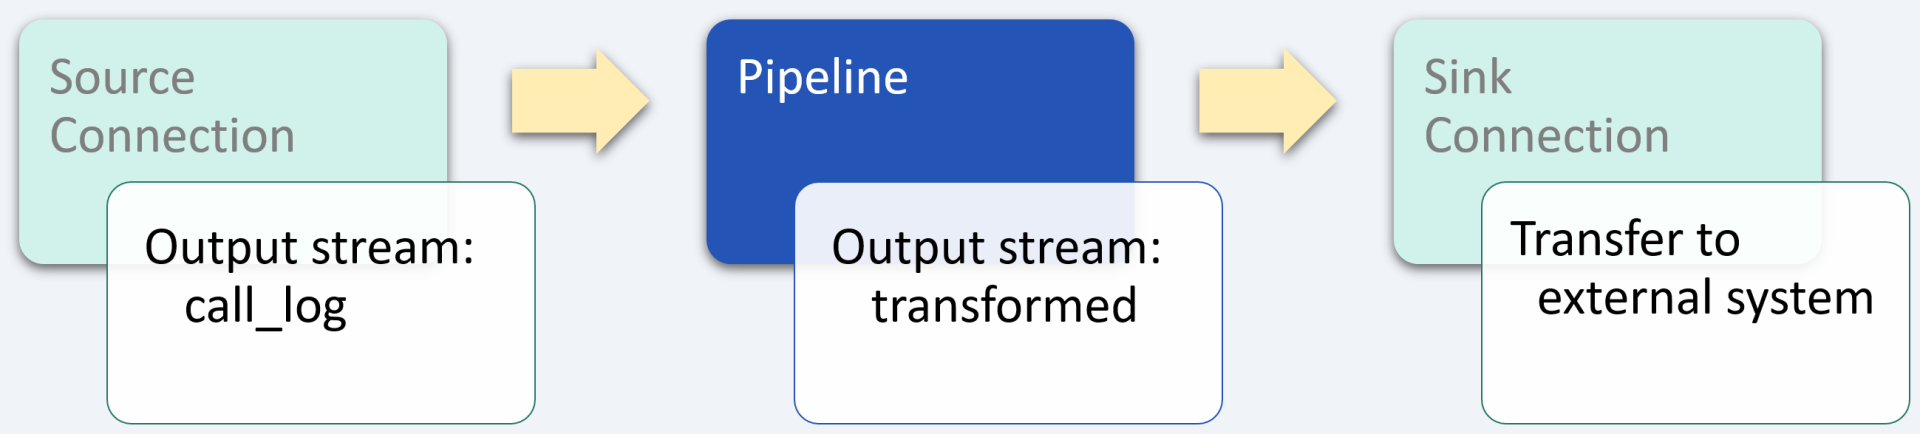 Source
Connection
Output stream:
call_log
Pipeline
Output stream:
transformed
Sink
Connection
Transfer to
external system